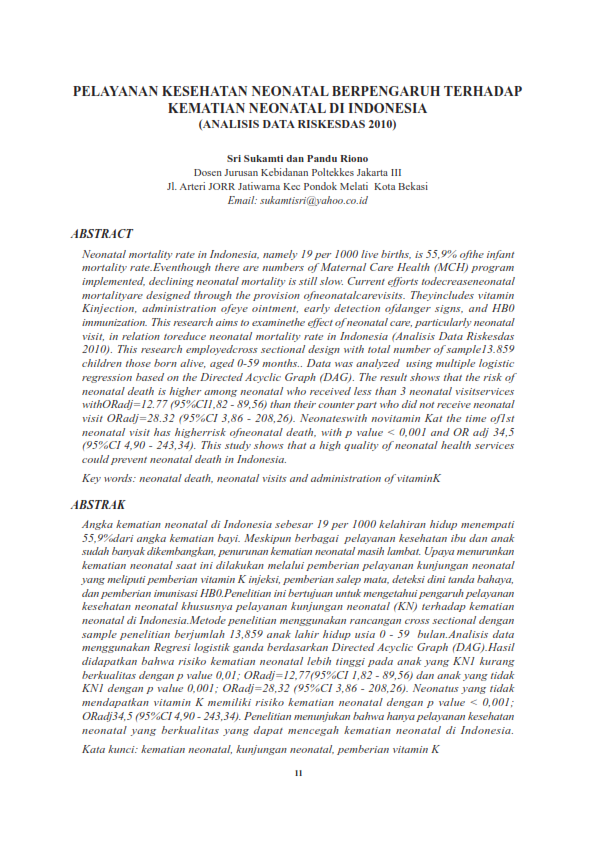 PELAYANAN KESEHATAN NEONATAL BERPENGARUH TERHADAP
KEMATIAN NEONATAL DI INDONESIA
(ANALISIS DATA RISKESDAS 2010)
Sri Sukamti dan Pandu Riono
Dosen Jurusan Kebidanan Poltekkes Jakarta III
Jl. Arteri JORR Jatiwarna Kec Pondok Melati Kota Bekasi
Email: sukamtisri@yahoo.co.id
ABSTRACT
Neonatal mortality rate in Indonesia, namely 19 per 1000 live births, is 55,9% ofthe infant
mortality rate.Eventhough there are numbers of Maternal Care Health (MCH) program
implemented, declining neonatal mortality is still slow. Current efforts todecreaseneonatal
mortalityare designed through the provision ofneonatalcarevisits. Theyincludes vitamin
Kinjection, administration ofeye ointment, early detection ofdanger signs, and HB0
immunization. This research aims to examinethe effect of neonatal care, particularly neonatal
visit, in relation toreduce neonatal mortality rate in Indonesia (Analisis Data Riskesdas
2010). This research employedcross sectional design with total number of sample13.859
children those born alive, aged 0-59 months.. Data was analyzed using multiple logistic
regression based on the Directed Acyclic Graph (DAG). The result shows that the risk of
neonatal death is higher among neonatal who received less than 3 neonatal visitservices
withORadj=12.77 (95%CI1,82 - 89,56) than their counter part who did not receive neonatal
visit ORadj=28.32 (95%CI 3,86 - 208,26). Neonateswith novitamin Kat the time of1st
neonatal visit has higherrisk ofneonatal death, with p value < 0,001 and OR adj 34,5
(95%CI 4,90 - 243,34). This study shows that a high quality of neonatal health services
could prevent neonatal death in Indonesia.
Key words: neonatal death, neonatal visits and administration of vitaminK
ABSTRAK
Angka kematian neonatal di Indonesia sebesar 19 per 1000 kelahiran hidup menempati
55,9%dari angka kematian bayi. Meskipun berbagai pelayanan kesehatan ibu dan anak
sudah banyak dikembangkan, penurunan kematian neonatal masih lambat. Upaya menurunkan
kematian neonatal saat ini dilakukan melalui pemberian pelayanan kunjungan neonatal
yang meliputi pemberian vitamin K injeksi, pemberian salep mata, deteksi dini tanda bahaya,
dan pemberian imunisasi HB0.Penelitian ini bertujuan untuk mengetahui pengaruh pelayanan
kesehatan neonatal khususnya pelayanan kunjungan neonatal (KN) terhadap kematian
neonatal di Indonesia.Metode penelitian menggunakan rancangan cross sectional dengan
sample penelitian berjumlah 13,859 anak lahir hidup usia 0 - 59 bulan.Analisis data
menggunakan Regresi logistik ganda berdasarkan Directed Acyclic Graph (DAG).Hasil
didapatkan bahwa risiko kematian neonatal lebih tinggi pada anak yang KN1 kurang
berkualitas dengan p value 0,01; ORadj=12,77(95%CI 1,82 - 89,56) dan anak yang tidak
KN1 dengan p value 0,001; ORadj=28,32 (95%CI 3,86 - 208,26). Neonatus yang tidak
mendapatkan vitamin K memiliki risiko kematian neonatal dengan p value < 0,001;
ORadj34,5 (95%CI 4,90 - 243,34). Penelitian menunjukan bahwa hanya pelayanan kesehatan
neonatal yang berkualitas yang dapat mencegah kematian neonatal di Indonesia.
Kata kunci: kematian neonatal, kunjungan neonatal, pemberian vitamin K
11